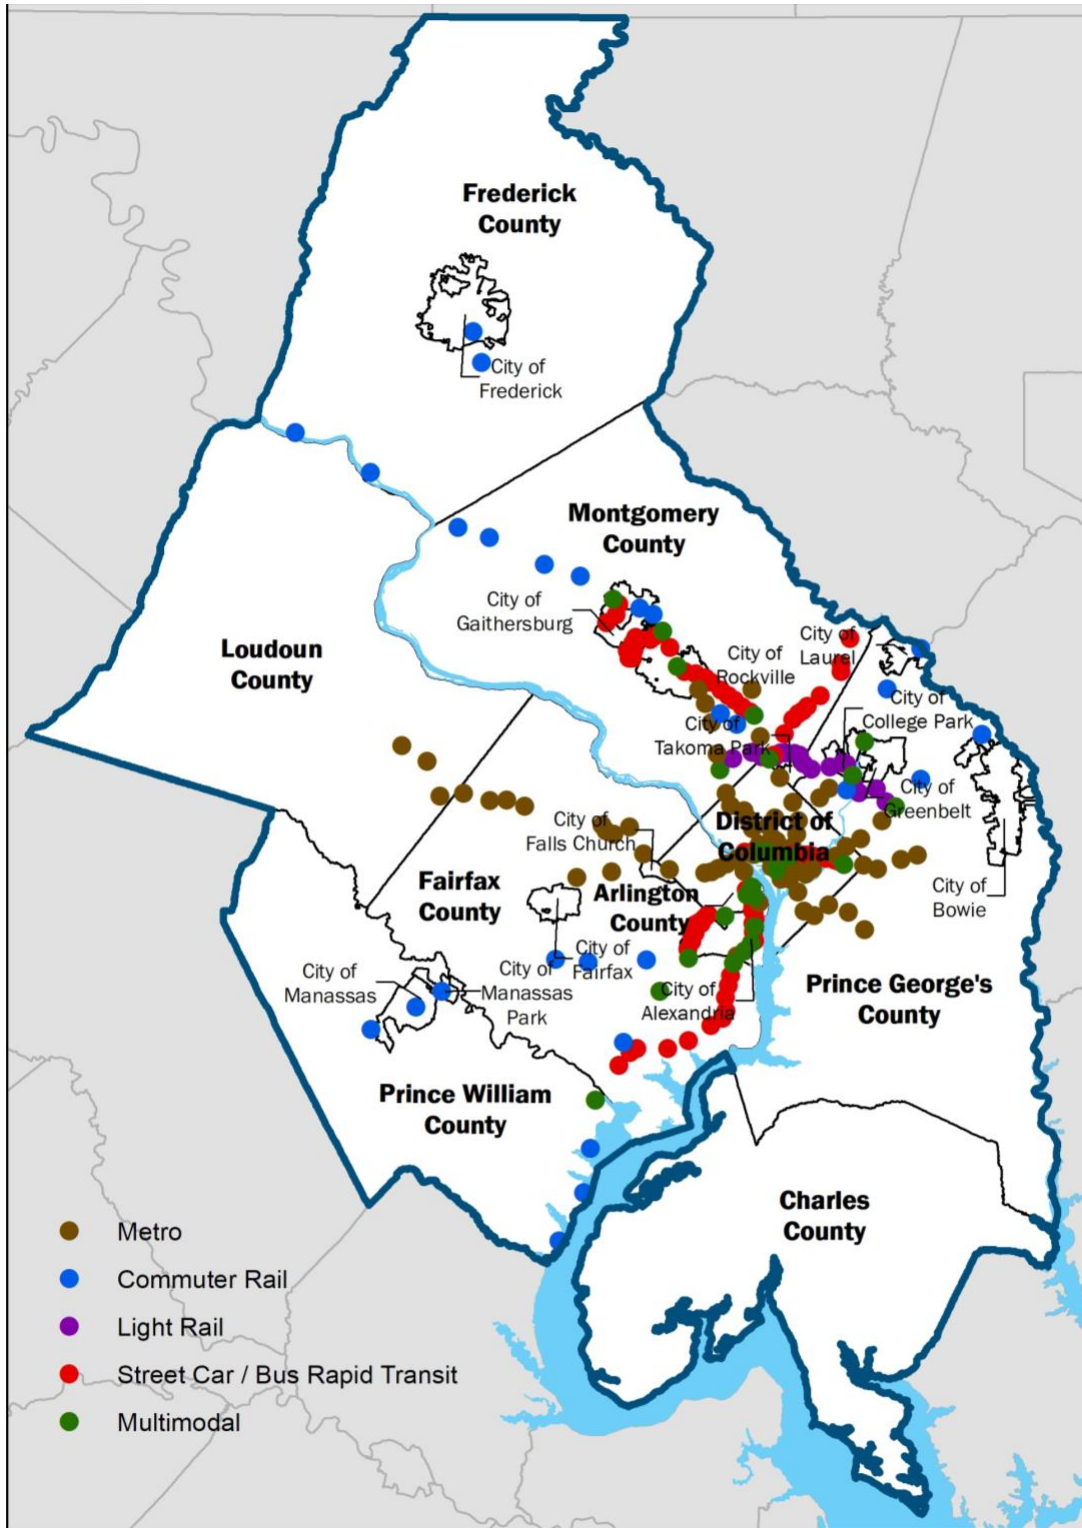 Frederick
County
City of
Frederick
Montgomery
County
City of
Gaithersburg
City of
Rockville
City of
Laurel
Loudoun
County
City of
College Park
City of
Takoma Park
City of
Greenbelt
City of
Falls Church
District of
Columbia
Fairfax
County
Arlington
County
City of
Bowie
City of
Fairfax
City of
Manassas
City of
Manassas
Park
City of
Alexandria
Prince George's
County
Prince William
County
Charles
County
Metro
Commuter Rail
Light Rail
Street Car / Bus Rapid Transit
Multimodal